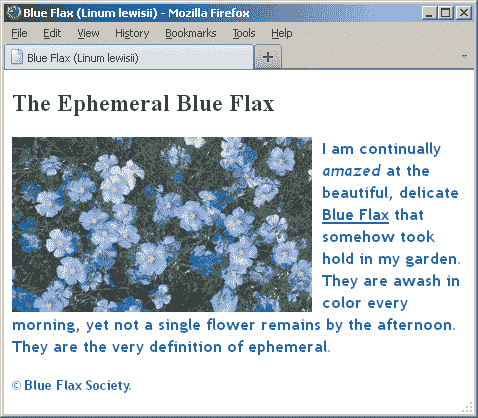 Blue Flax (Linum lewisii) - Mozilla Firefox
File Edit View History Bookmarks Tools Help
Blue Flax (Linum lewisii)
The Ephemeral Blue Flax
I am continually
amazed at the
beautiful, delicate
Blue Flax that
somehow took
hold in my garden.
They are awash in
color every
morning, yet not a single flower remains by the afternoon.
They are the very definition of ephemeral.
© Blue Flax Society.